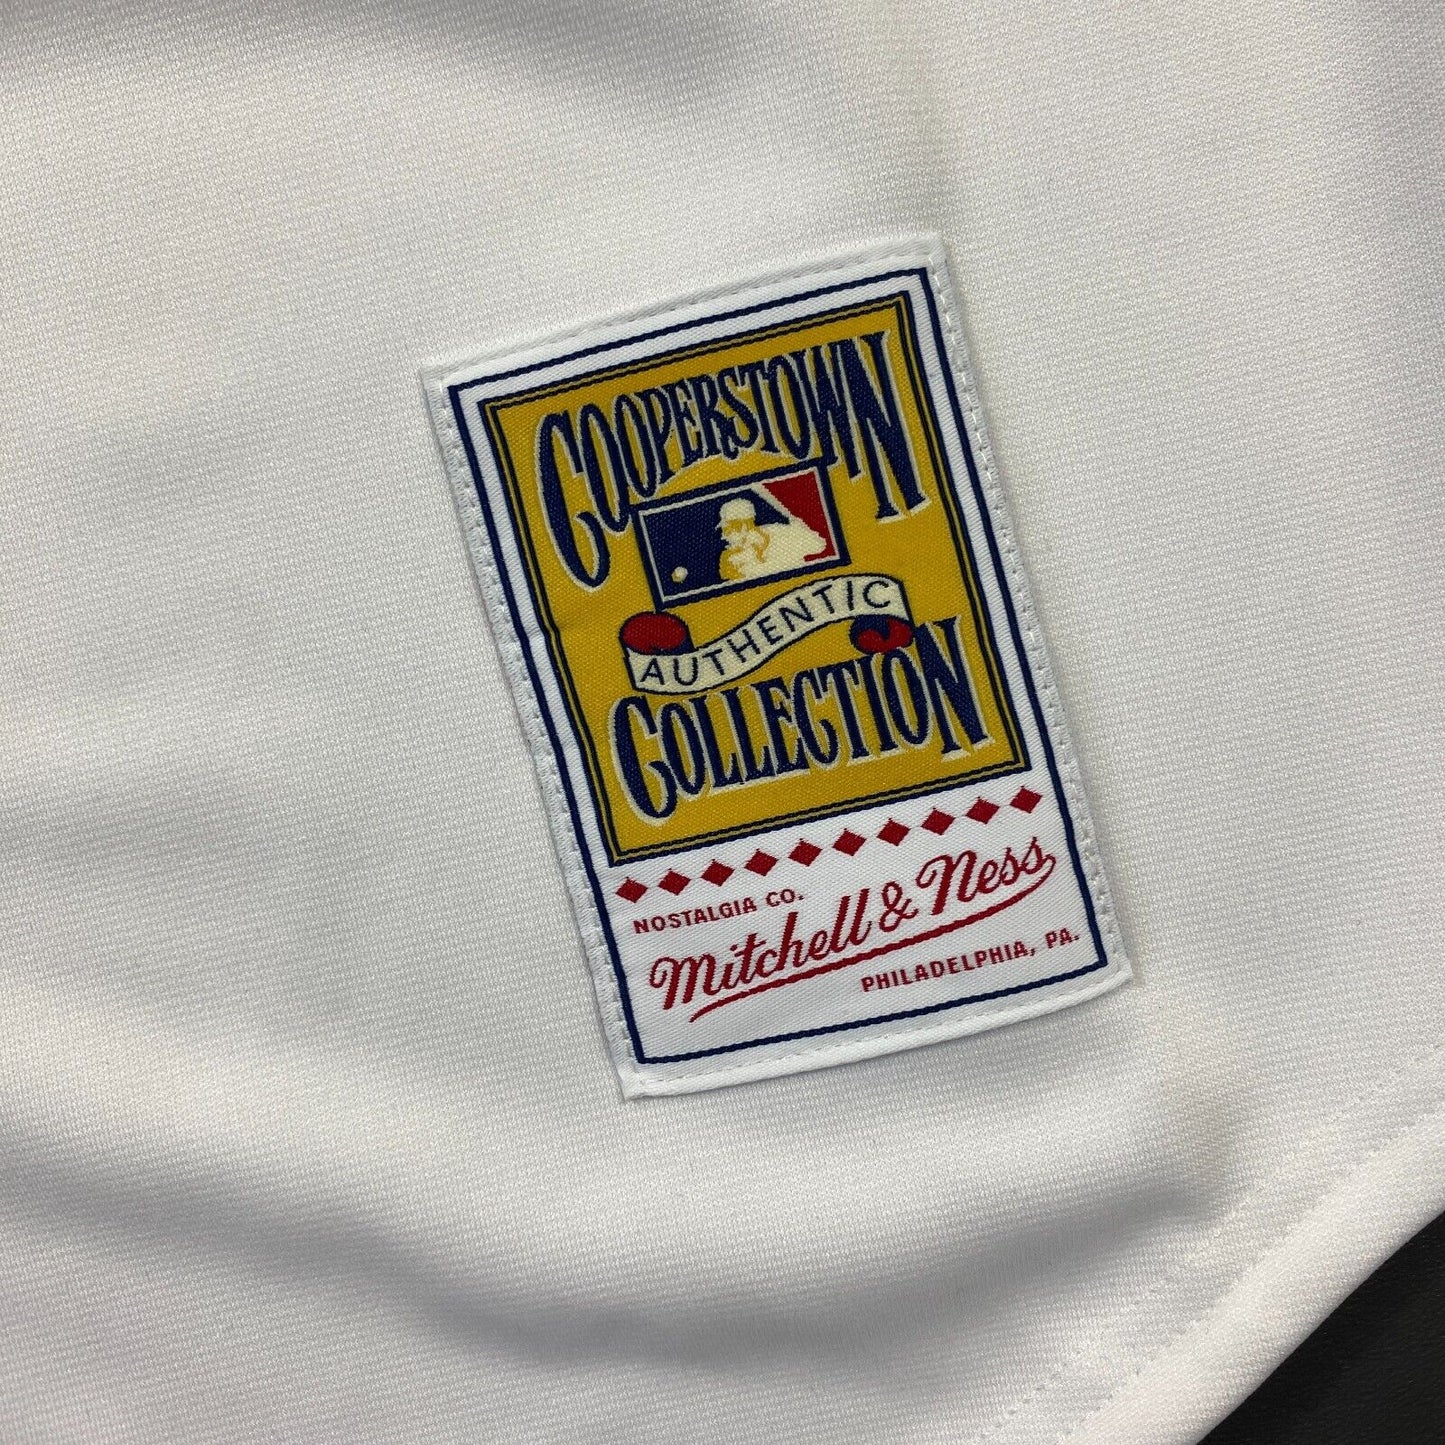 COOPERSTOWN
AUTHENTIC
COLLECTION
NOSTALGIA CO.
Mitchell & Ness
PHILADELPHIA, PA.